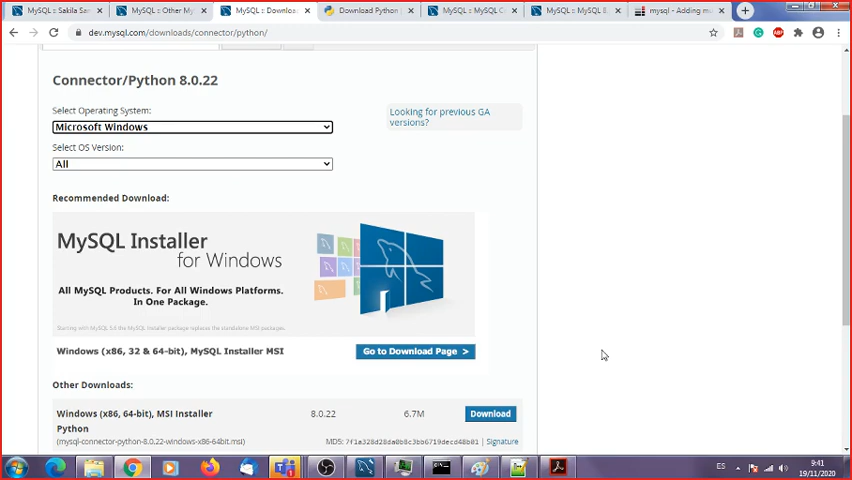 MySQL :: Sakila Sa
MySQL :: Other My
MySQL :: Downloa
Download Python
MySQL :: MySQL C
MySQL :: MySQL 8.
mysql - Adding mu
dev.mysql.com/downloads/connector/python/
Connector/Python 8.0.22
Select Operating System:
Looking for previous GA
versions?
Microsoft Windows
Select OS Version:
All
Recommended Download:
MySQL Installer
for Windows
All MySQL Products. For All Windows Platforms.
In One Package.
Starting with MySQL 5.6 the MySQL Installer package replaces the standalone MSI packages.
Windows (x86, 32 & 64-bit), MySQL Installer MSI
Go to Download Page >
Other Downloads:
Windows (x86, 64-bit), MSI Installer
8.0.22
6.7M
Download
Python
(mysql-connector-python-8.0.22-windows-x86-64bit.msi)
MD5: 7f1a328d28da0b8c3bb6719decd48b01 | Signature
ABP
ES
9:41
19/11/2020